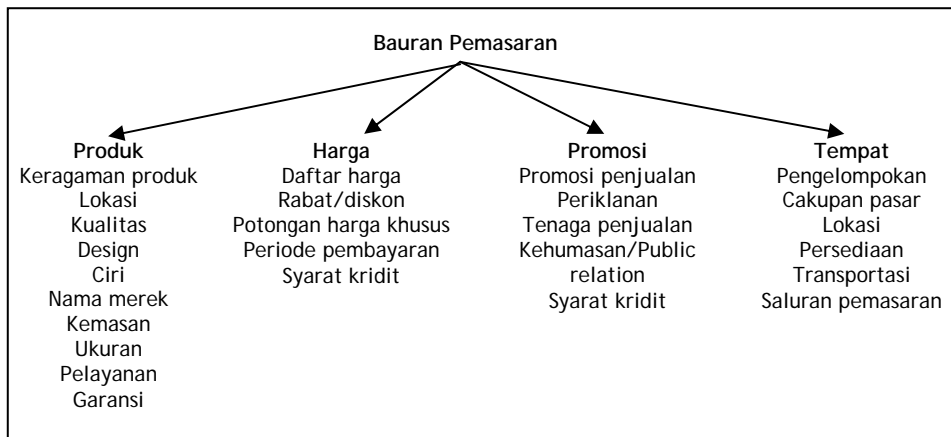 Bauran Pemasaran
Produk
Keragaman produk
Lokasi
Kualitas
Design
Ciri
Nama merek
Kemasan
Ukuran
Pelayanan
Garansi
Harga
Daftar harga
Rabat/diskon
Potongan harga khusus
Periode pembayaran
Syarat kridit
Promosi
Promosi penjualan
Periklanan
Tenaga penjualan
Kehumasan/Public
relation
Syarat kridit
Tempat
Pengelompokan
Cakupan pasar
Lokasi
Persediaan
Transportasi
Saluran pemasaran